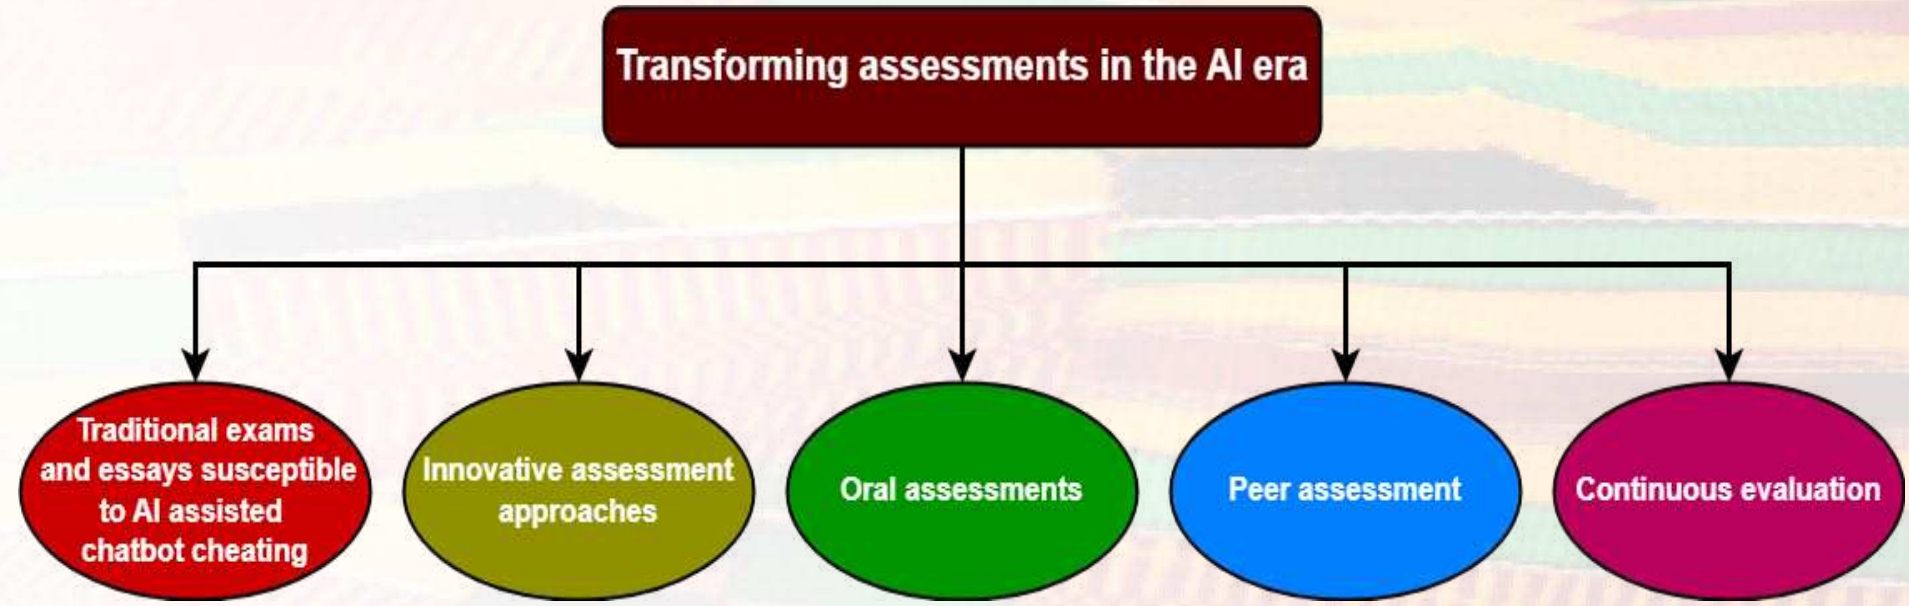 Transforming assessments in the AI era
Traditional exams
and essays susceptible
to AI assisted
chatbot cheating
Innovative assessment
approaches
Oral assessments
Peer assessment
Continuous evaluation